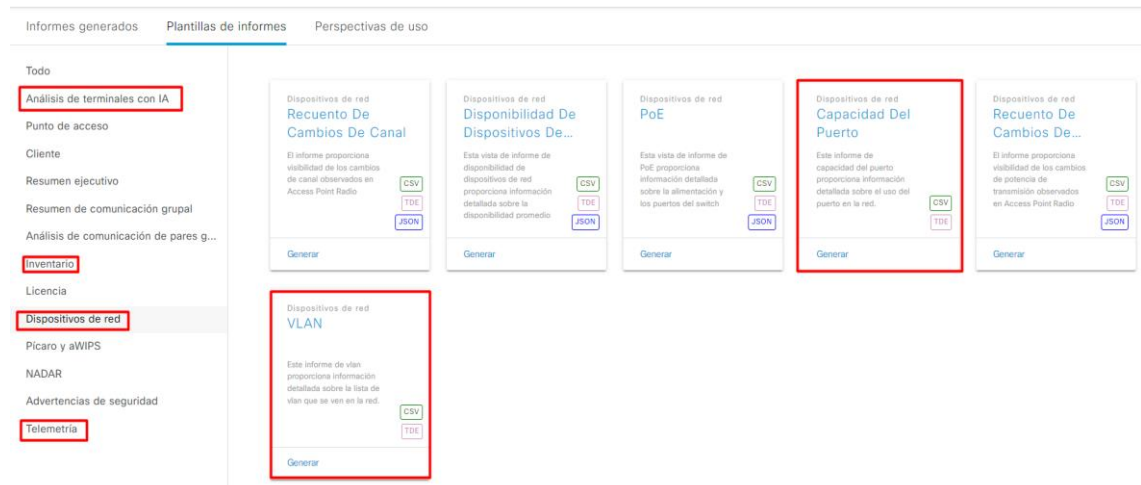 Informes generados
Plantillas de informes
Perspectivas de uso
Todo
Análisis de terminales con IA
Punto de acceso
Cliente
Resumen ejecutivo
Resumen de comunicación grupal
Análisis de comunicación de pares g...
Inventario
Licencia
Dispositivos de red
Pícaro y aWIPS
NADAR
Advertencias de seguridad
Telemetría
Dispositivos de red
Recuento De
Cambios De Canal
El informe proporciona
visibilidad de los cambios
de canal observados en
Access Point Radio
CSV
TDE
JSON
Generar
Dispositivos de red
Disponibilidad De
Dispositivos De...
Esta vista de informe de
disponibilidad de
dispositivos de red
proporciona información
detallada sobre la
disponibilidad promedio
CSV
TDE
JSON
Generar
Dispositivos de red
PoE
Esta vista de informe de
PoE proporciona
información detallada
sobre la alimentación y
los puertos del switch
CSV
TDE
JSON
Generar
Dispositivos de red
Capacidad Del
Puerto
Este informe de
capacidad del puerto
proporciona información
detallada sobre el uso del
puerto en la red.
CSV
TDE
Generar
Dispositivos de red
Recuento De
Cambios De...
El informe proporciona
visibilidad de los cambios
de potencia de
transmisión observados
en Access Point Radio
CSV
TDE
JSON
Generar
Dispositivos de red
VLAN
Este informe de vlan
proporciona información
detallada sobre la lista de
vlan que se ven en la red.
CSV
TDE
Generar